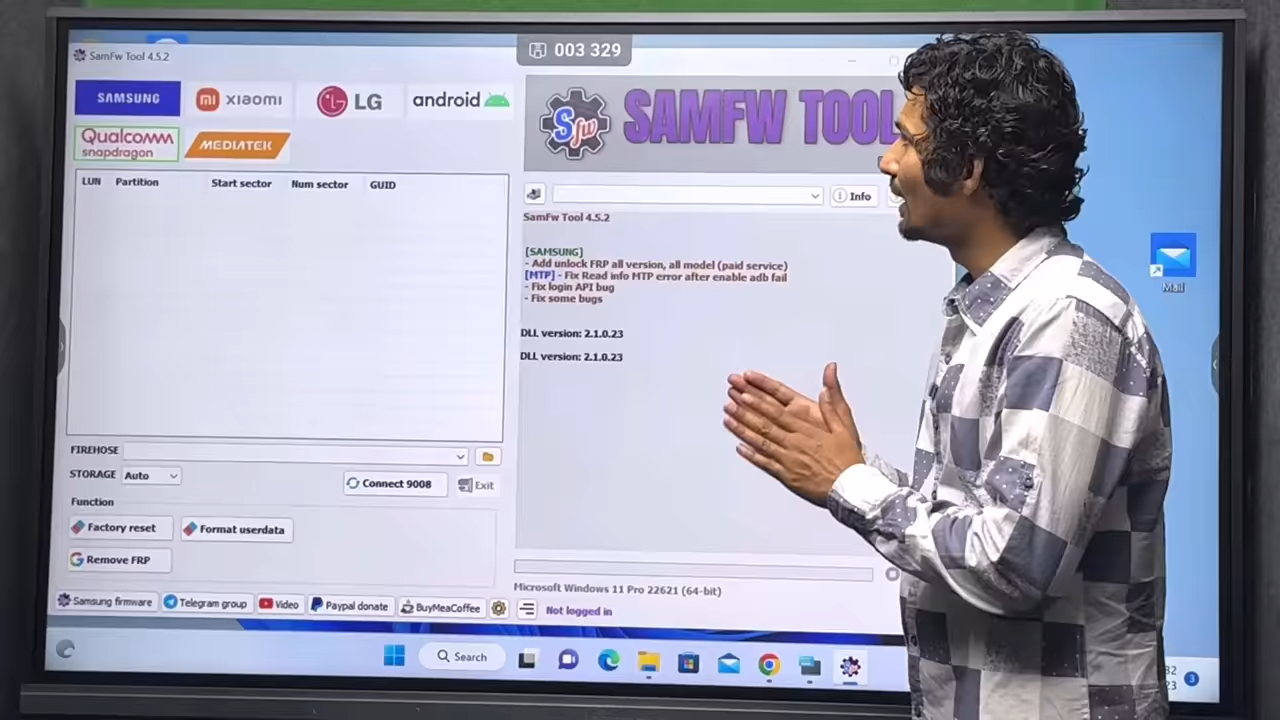 003 329
SamFw Tool 4.5.2
SAMSUNG
xiaomi
LG
android
Qualcomm
snapdragon
MEDIATEK
Sfw
SAMFW TOOL
LUN Partition Start sector Num sector GUID
Info
SamFw Tool 4.5.2
[SAMSUNG]
- Add unlock FRP all version, all model (paid service)
[MTP] - Fix Read info MTP error after enable adb fail
- Fix login API bug
- Fix some bugs
DLL version: 2.1.0.23
DLL version: 2.1.0.23
Mail
FIREHOSE
STORAGE Auto
Connect 9008
Exit
Function
Factory reset
Format userdata
Remove FRP
Microsoft Windows 11 Pro 22621 (64-bit)
Samsung firmware
Telegram group
Video
Paypal donate
BuyMeaCoffee
Not logged in
Search
32
23
3